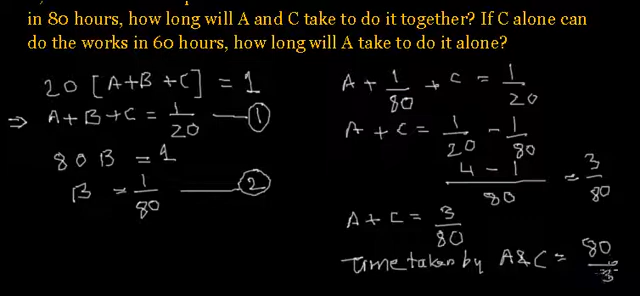 in 80 hours, how long will A and C take to do it together? If C alone can
do the works in 60 hours, how long will A take to do it alone?
20 [A+B+C] = 1
⇒ A+B+C = 1/20 — ①
80 B = 1
B = 1/80 — ②
A + 1/80 + C = 1/20
A + C = 1/20 - 1/80
4 - 1 / 80 = 3/80
A + C = 3/80
Time taken by A & C = 80/3